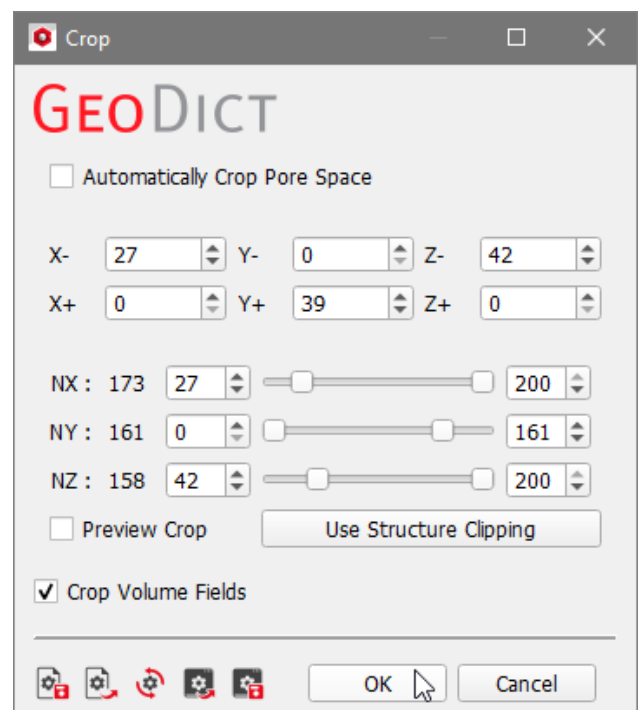 Crop
GEODICT
Automatically Crop Pore Space
X- 27 Y- 0 Z- 42
X+ 0 Y+ 39 Z+ 0
NX : 173 27 200
NY : 161 0 161
NZ : 158 42 200
Preview Crop Use Structure Clipping
Crop Volume Fields
OK Cancel